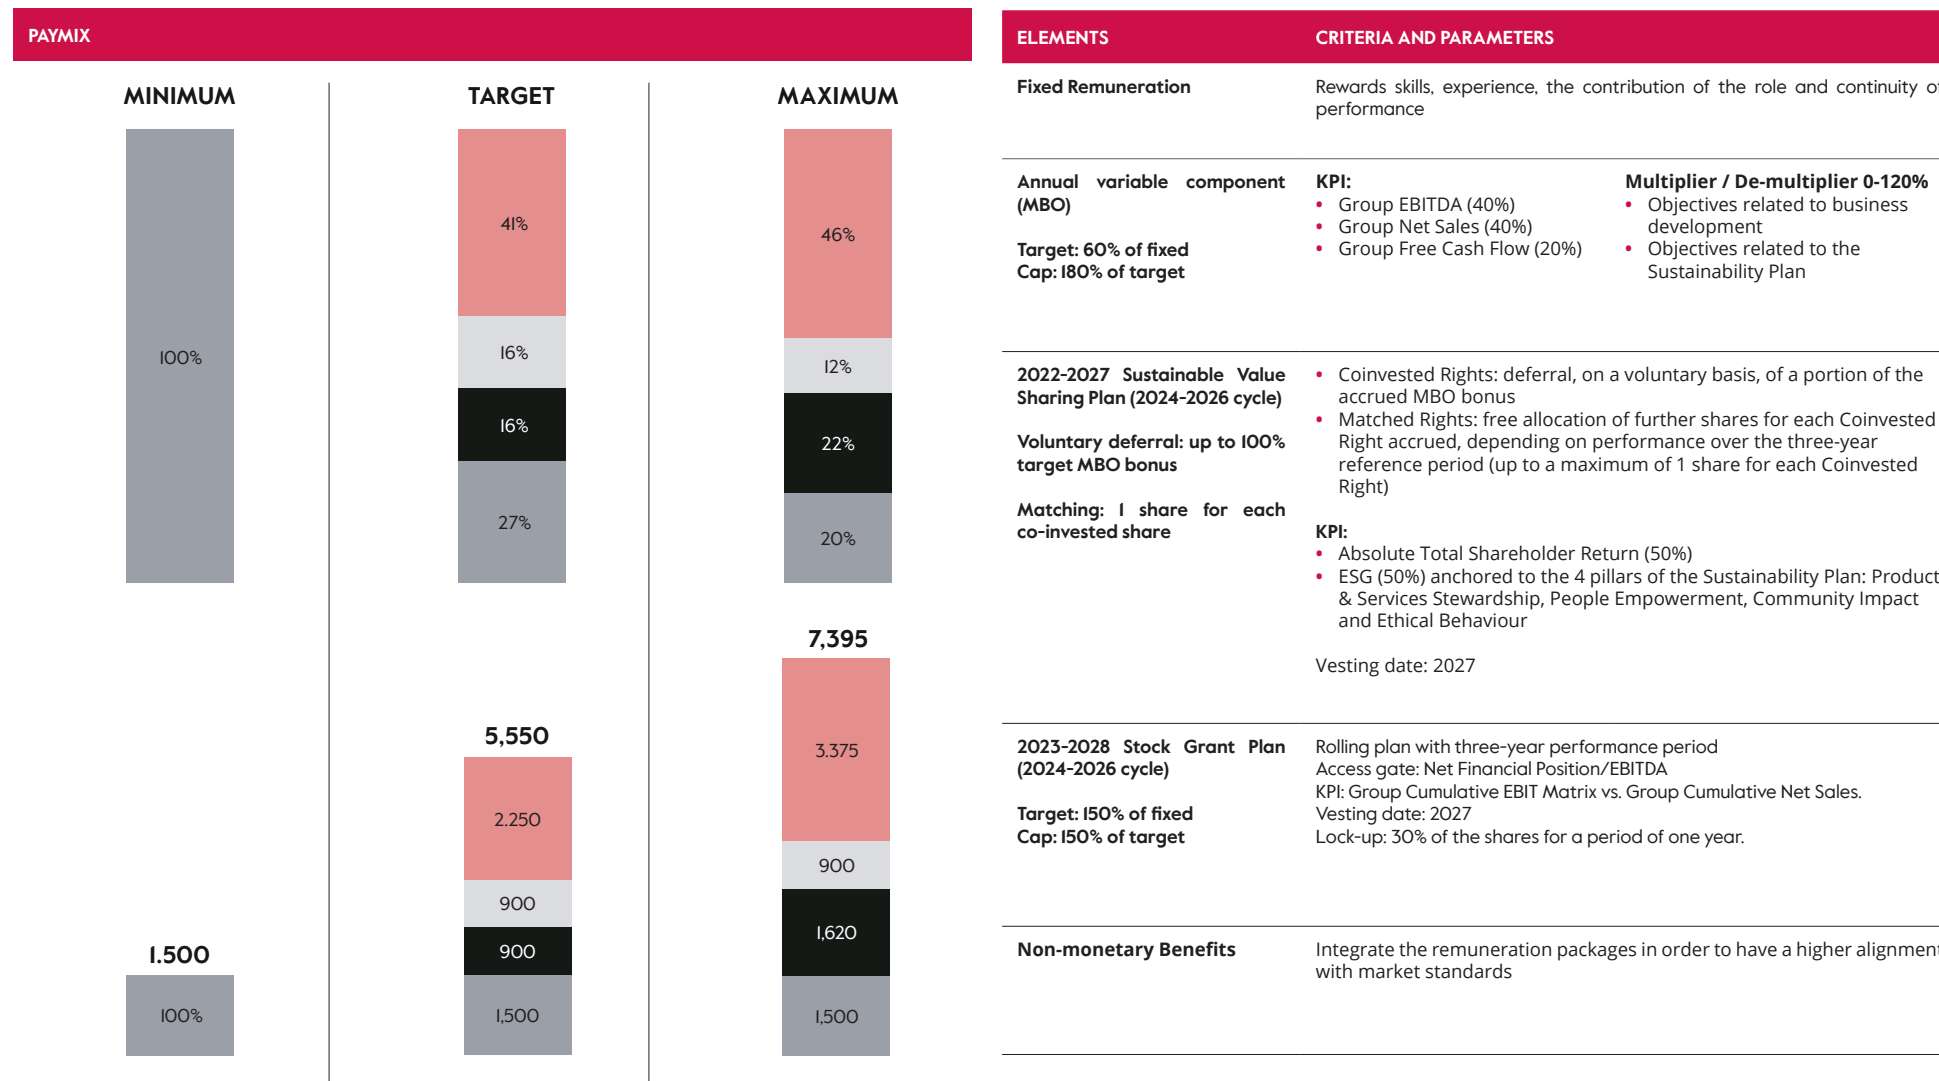 PAYMIX
MINIMUM
TARGET
MAXIMUM
100%
41%
16%
16%
27%
46%
12%
22%
20%
1.500
100%
5,550
2.250
900
900
1,500
7,395
3.375
900
1,620
1,500
ELEMENTS
CRITERIA AND PARAMETERS
Fixed Remuneration
Rewards skills, experience, the contribution of the role and continuity of
performance
Annual variable component
(MBO)
Target: 60% of fixed
Cap: 180% of target
KPI:
• Group EBITDA (40%)
• Group Net Sales (40%)
• Group Free Cash Flow (20%)
Multiplier / De-multiplier 0-120%
• Objectives related to business
development
• Objectives related to the
Sustainability Plan
2022-2027 Sustainable Value
Sharing Plan (2024-2026 cycle)
Voluntary deferral: up to 100%
target MBO bonus
Matching: 1 share for each
co-invested share
• Coinvested Rights: deferral, on a voluntary basis, of a portion of the
accrued MBO bonus
• Matched Rights: free allocation of further shares for each Coinvested
Right accrued, depending on performance over the three-year
reference period (up to a maximum of 1 share for each Coinvested
Right)
KPI:
• Absolute Total Shareholder Return (50%)
• ESG (50%) anchored to the 4 pillars of the Sustainability Plan: Product
& Services Stewardship, People Empowerment, Community Impact
and Ethical Behaviour
Vesting date: 2027
2023-2028 Stock Grant Plan
(2024-2026 cycle)
Target: 150% of fixed
Cap: 150% of target
Rolling plan with three-year performance period
Access gate: Net Financial Position/EBITDA
KPI: Group Cumulative EBIT Matrix vs. Group Cumulative Net Sales.
Vesting date: 2027
Lock-up: 30% of the shares for a period of one year.
Non-monetary Benefits
Integrate the remuneration packages in order to have a higher alignment
with market standards